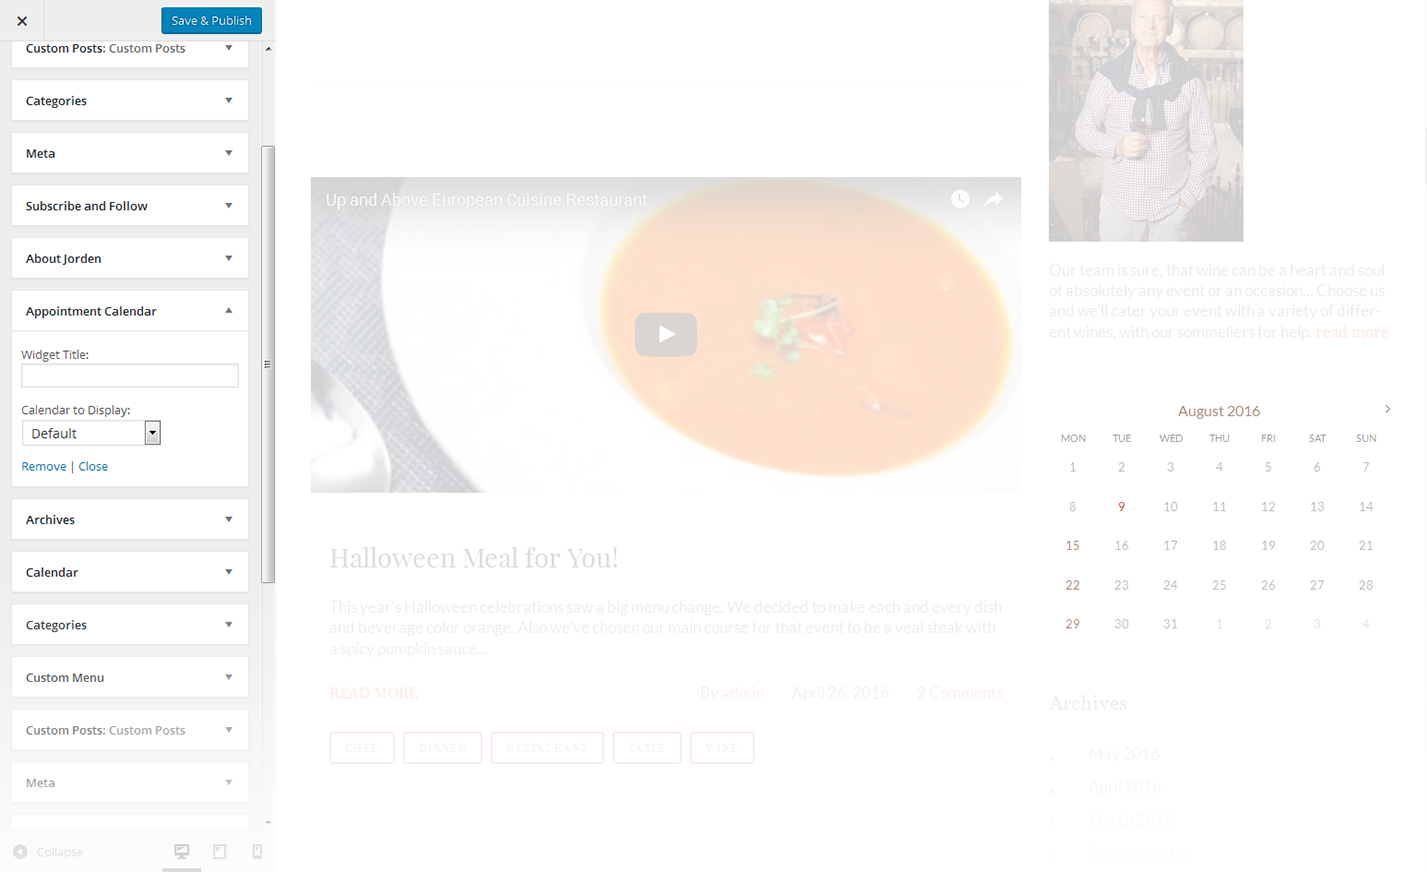 Save & Publish
Custom Posts: Custom Posts
Categories
Meta
Subscribe and Follow
About Jorden
Appointment Calendar
Widget Title:
Calendar to Display:
Default
Remove | Close
Archives
Calendar
Categories
Custom Menu
Custom Posts: Custom Posts
Meta
Collapse
Up and Above European Cuisine Restaurant
Halloween Meal for You!
This year's Halloween celebrations saw a big menu change. We decided to make each and every dish
and beverage color orange. Also we've chosen our main course for that event to be a veal steak with
a spicy pumpkin sauce...
READ MORE By admin April 26, 2016 2 Comments
CHEF DINNER RESTAURANT TASTE WINE
Our team is sure, that wine can be a heart and soul
of absolutely any event or an occasion... Choose us
and we'll cater your event with a variety of differ-
ent wines, with our sommeliers for help. read more
August 2016
MON TUE WED THU FRI SAT SUN
1 2 3 4 5 6 7
8 9 10 11 12 13 14
15 16 17 18 19 20 21
22 23 24 25 26 27 28
29 30 31 1 2 3 4
Archives
May 2016
April 2016
March 2016
February 2016